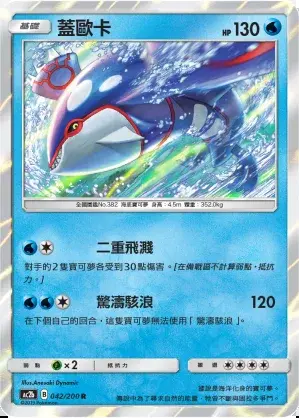 基礎 蓋歐卡 HP 130
全國圖鑑No.382 海底寶可夢 身高：4.5m 體重：352.0kg
二重飛濺
對手的2隻寶可夢各受到30點傷害。[在備戰區不計算弱點、抵抗
力。]
驚濤駭浪 120
在下個自己的回合，這隻寶可夢無法使用「驚濤駭浪」。
弱點 ×2 抵抗力 撤退
Illus.Anesaki Dynamic
AC2b B 042/200 R
據說是海洋化身的寶可夢。
傳說中為了尋求自然的能量，牠曾不斷與固拉多爭鬥。